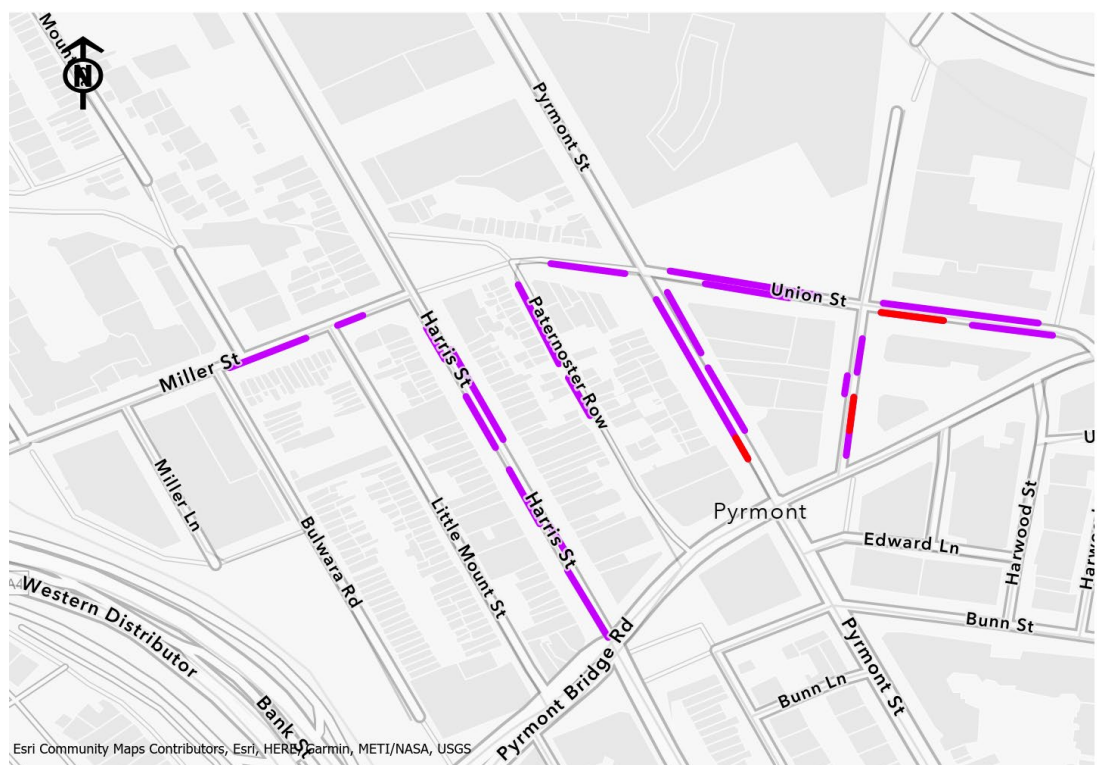 Mount
N
Pyrmont St
Union St
Harris St
Paternoster Row
Miller St
Miller Ln
Bulwara Rd
Little Mount St
Harris St
Pyrmont
Edward Ln
Harwood St
Bunn St
Pyrmont St
Bunn Ln
Pyrmont Bridge Rd
Western Distributor
Bank St
Esri Community Maps Contributors, Esri, HERE, Garmin, METI/NASA, USGS